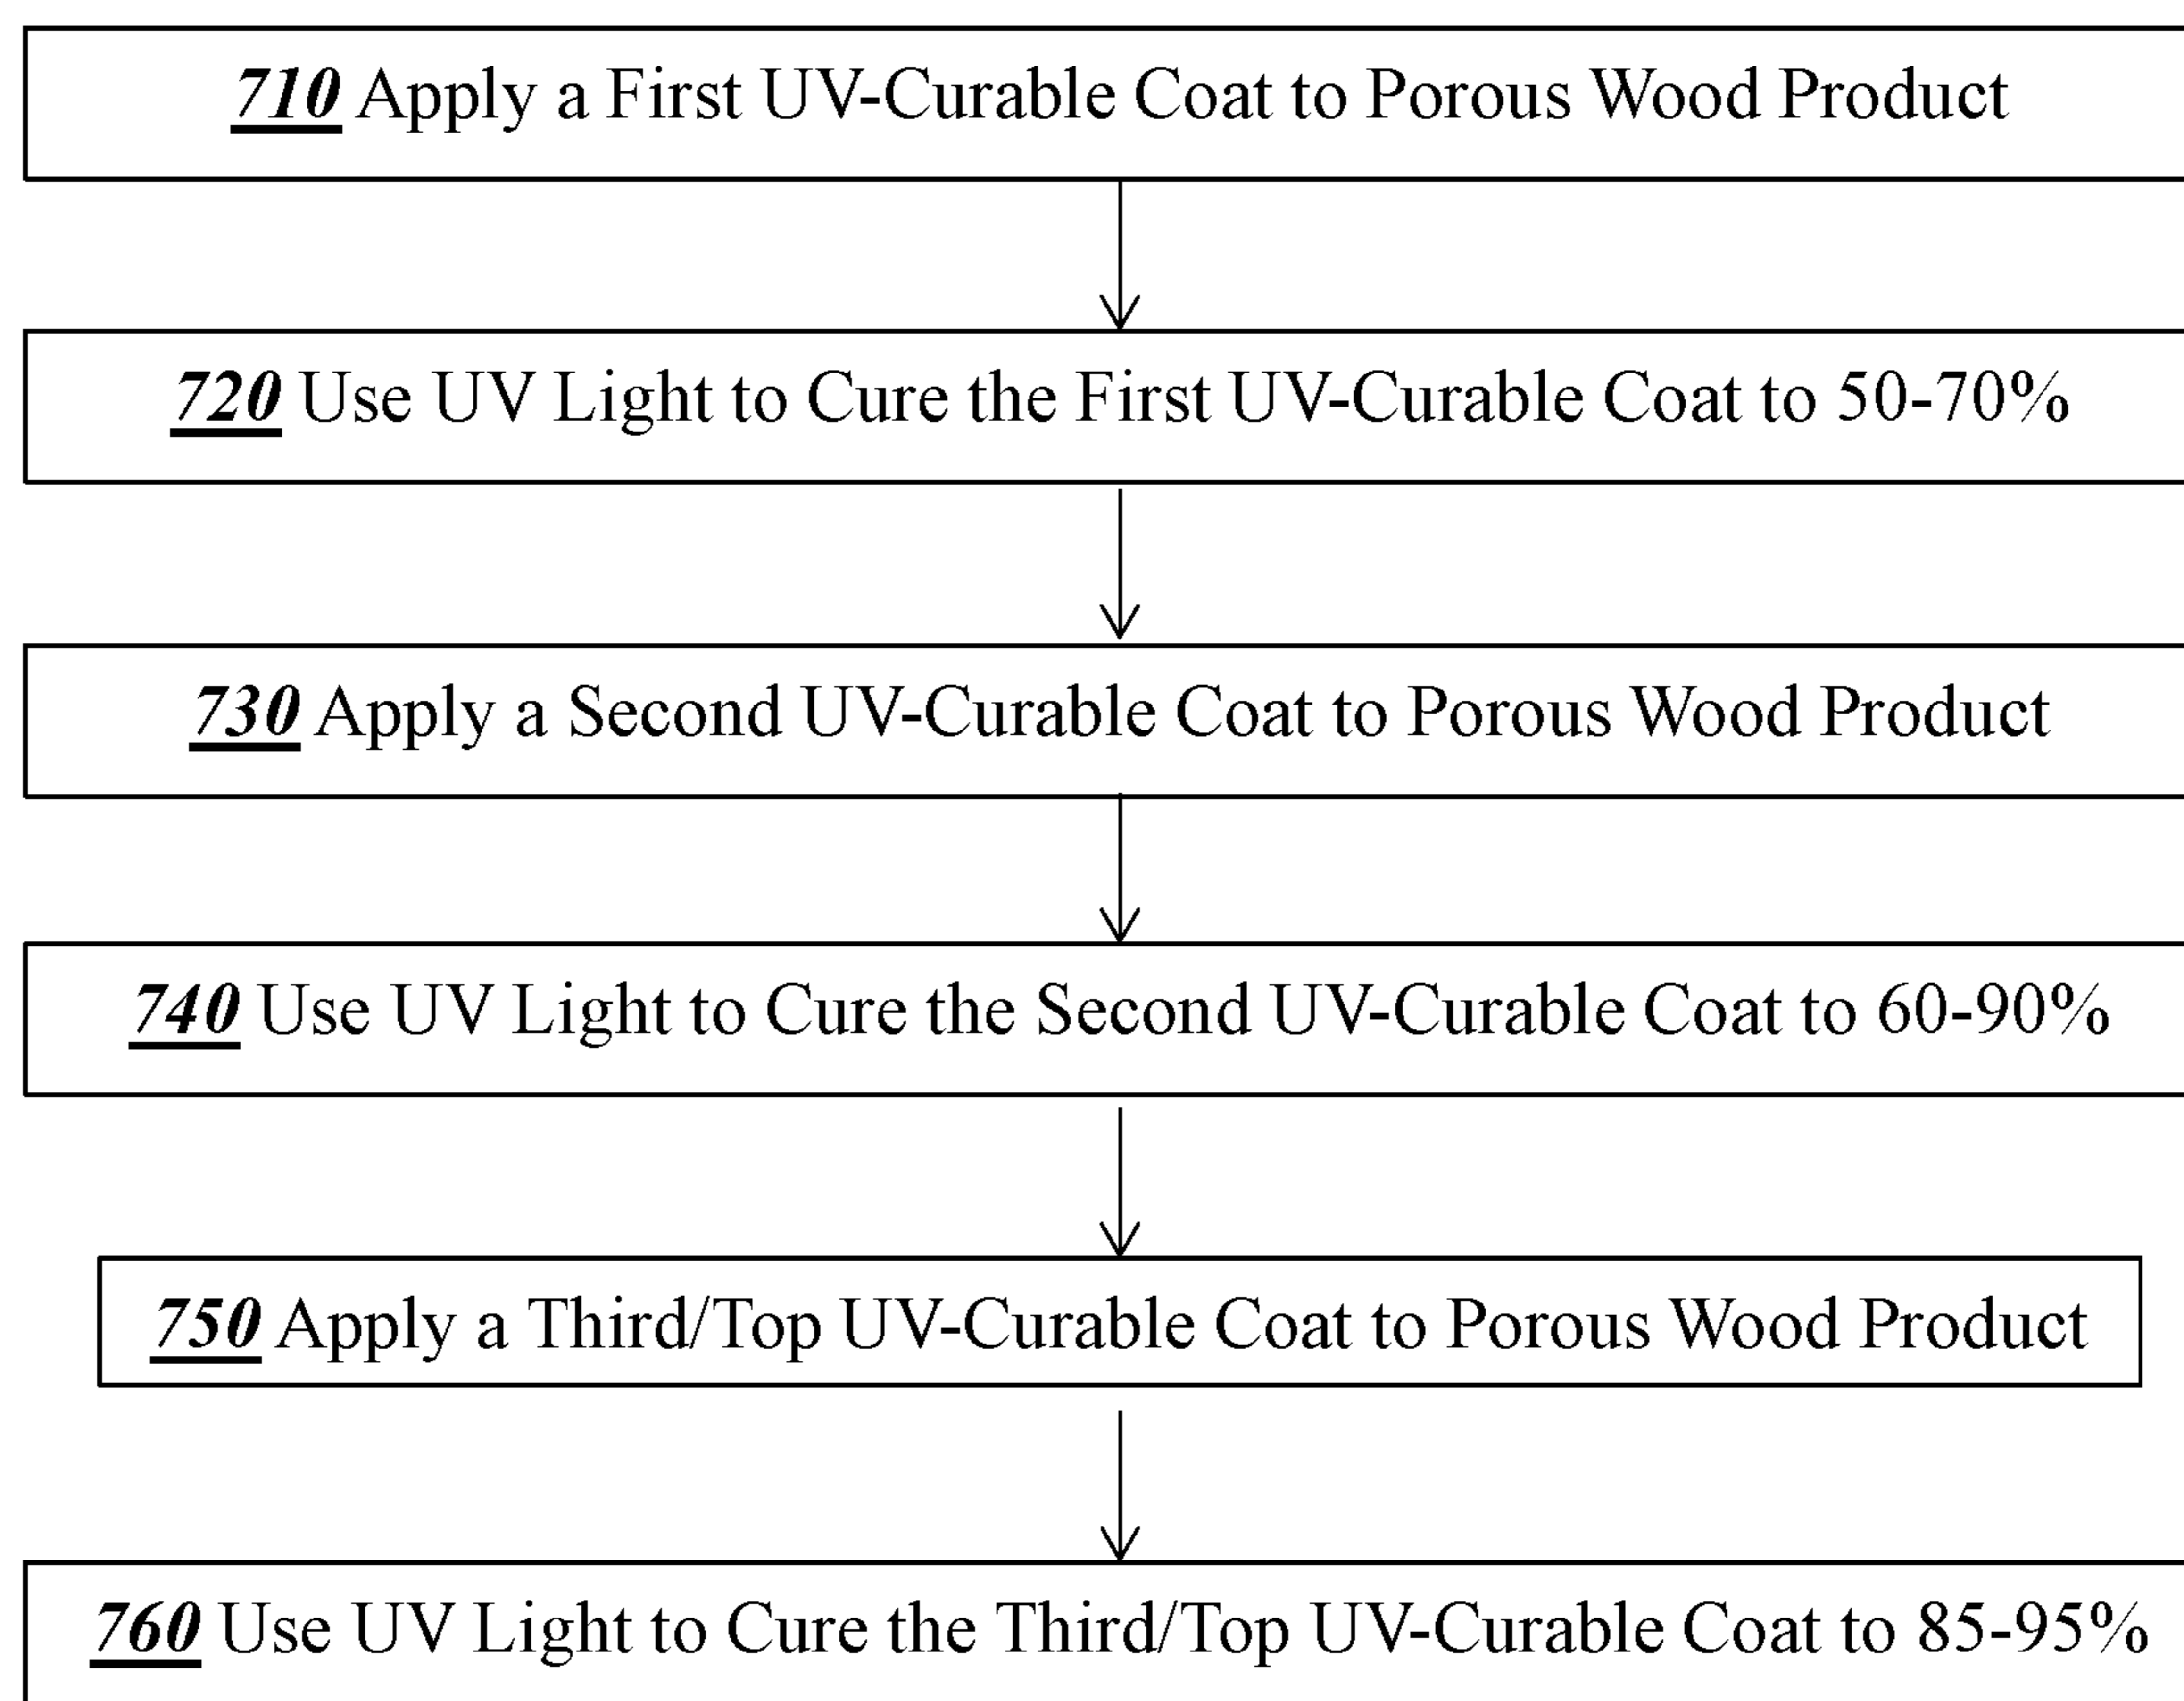 710 Apply a First UV-Curable Coat to Porous Wood Product
720 Use UV Light to Cure the First UV-Curable Coat to 50-70%
730 Apply a Second UV-Curable Coat to Porous Wood Product
740 Use UV Light to Cure the Second UV-Curable Coat to 60-90%
750 Apply a Third/Top UV-Curable Coat to Porous Wood Product
760 Use UV Light to Cure the Third/Top UV-Curable Coat to 85-95%